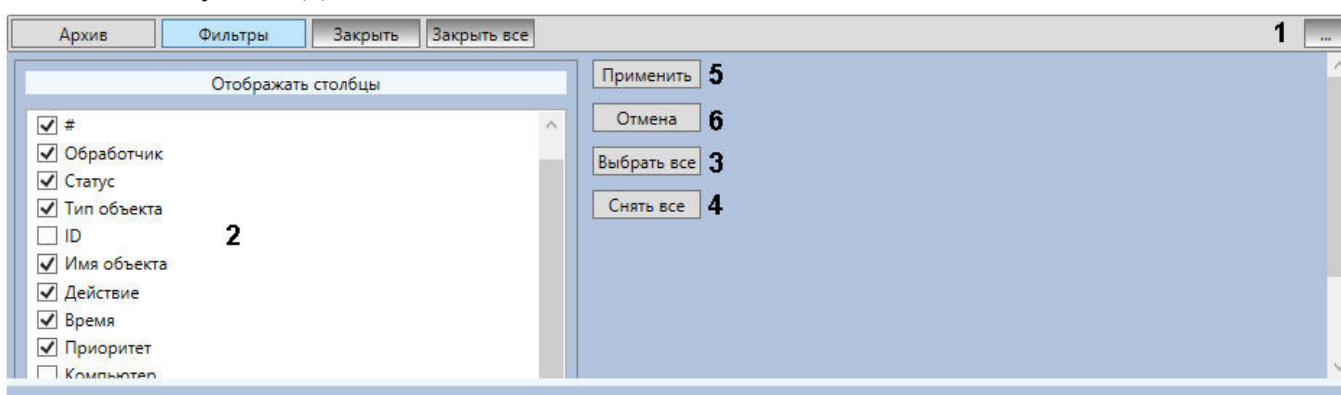 Архив Фильтры Закрыть Закрыть все 1 ...
Отображать столбцы
#
Обработчик
Статус
Тип объекта
ID
2
Имя объекта
Действие
Время
Приоритет
Компьютер
Применить 5
Отмена 6
Выбрать все 3
Снять все 4